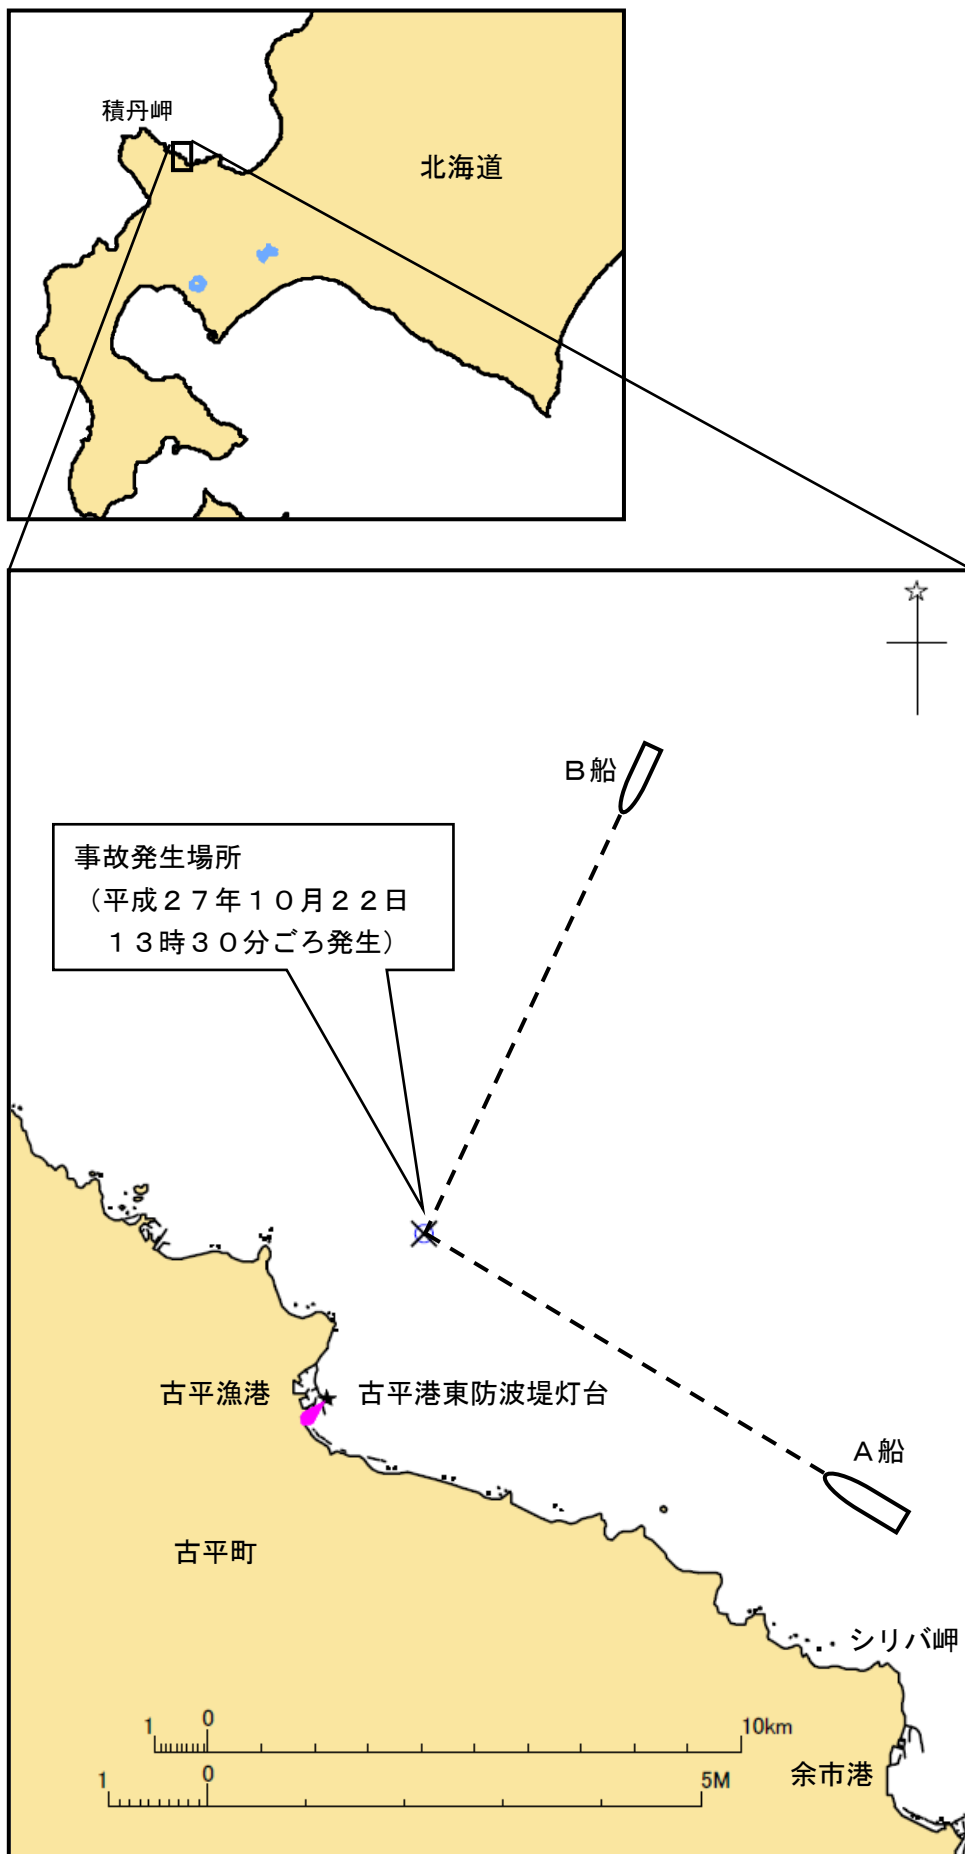 積丹岬
北海道
B船
事故発生場所
（平成２７年１０月２２日
１３時３０分ごろ発生）
古平漁港
古平港東防波堤灯台
A船
古平町
シリバ岬
1 0 10km
余市港
1 0 5M